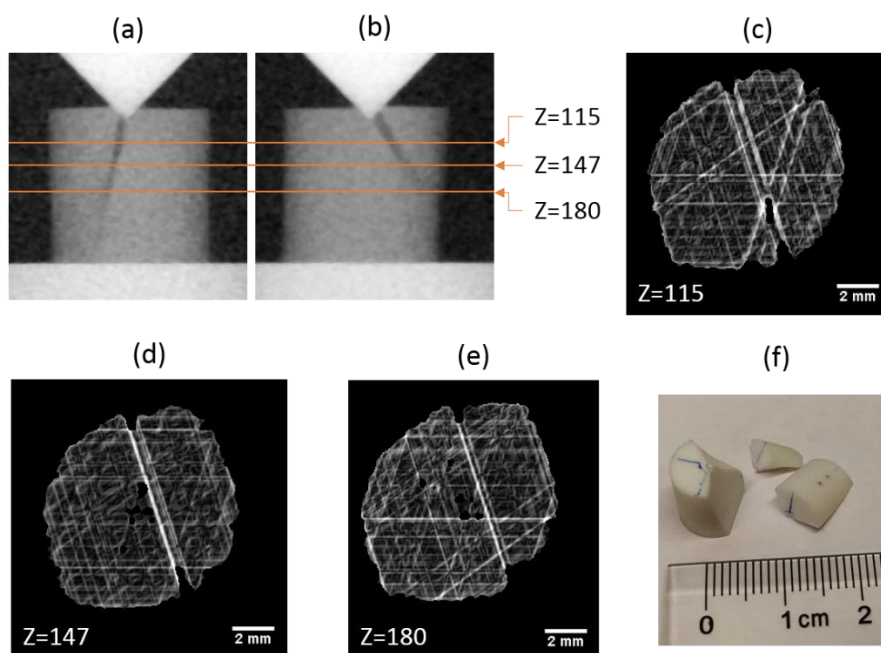 (a)
(b)
(c)
Z=115
Z=147
Z=180
Z=115
2 mm
(d)
(e)
(f)
Z=147
2 mm
Z=180
2 mm
0 1 cm 2